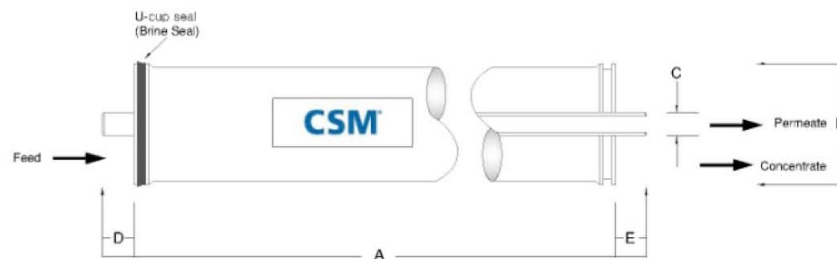 U-cup seal
(Brine Seal)
CSM
C
Permeate
Feed
Concentrate
D
E
A